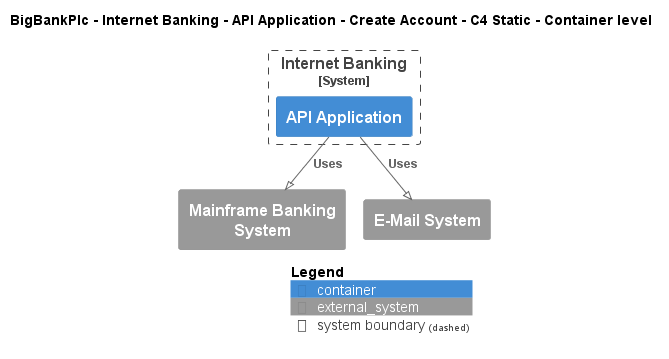 BigBankPlc - Internet Banking - API Application - Create Account - C4 Static - Container level
Internet Banking
[System]
API Application
Uses
Uses
Mainframe Banking
System
E-Mail System
Legend
container
external_system
system boundary (dashed)